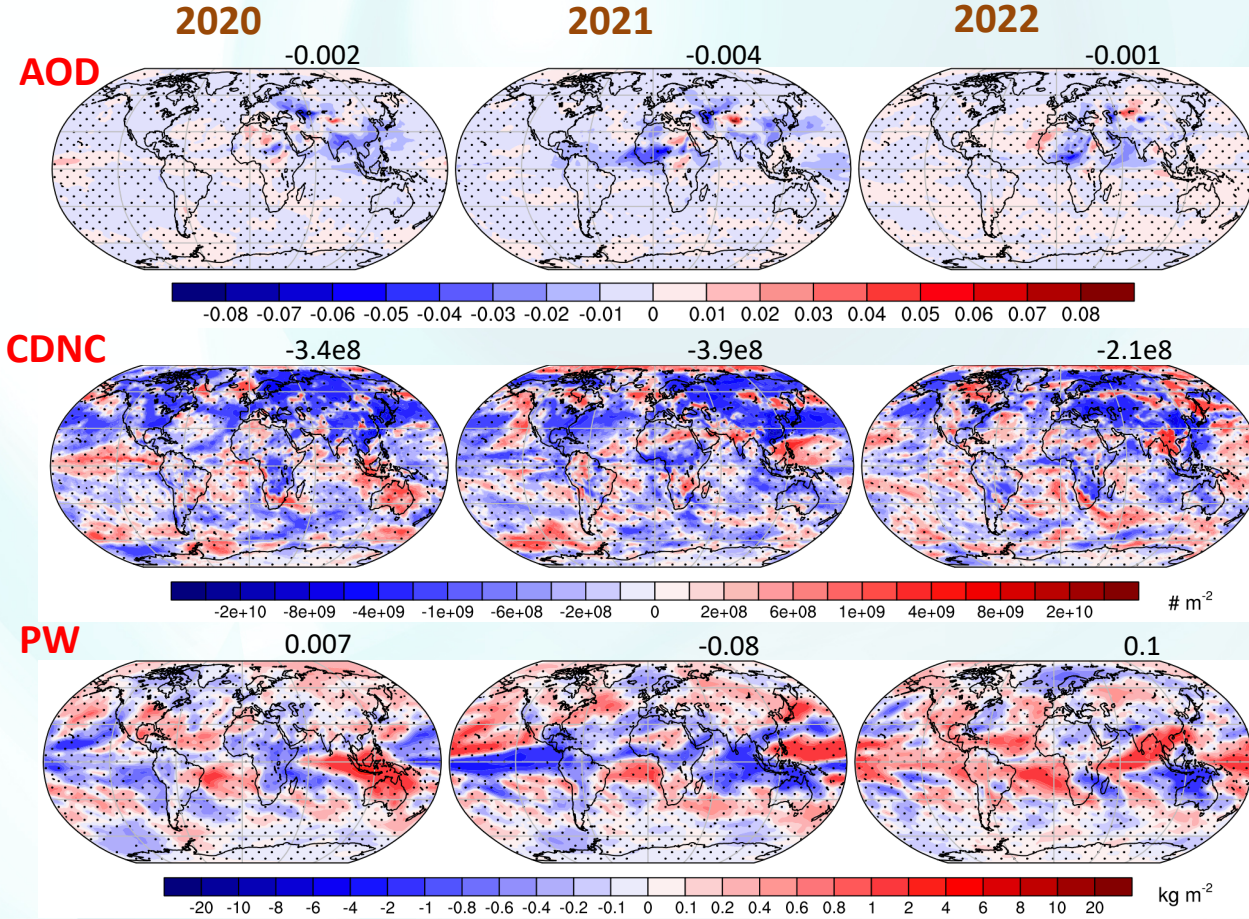 2020 2021 2022
AOD -0.002 -0.004 -0.001
-0.08 -0.07 -0.06 -0.05 -0.04 -0.03 -0.02 -0.01 0 0.01 0.02 0.03 0.04 0.05 0.06 0.07 0.08
CDNC -3.4e8 -3.9e8 -2.1e8
-2e+10 -8e+09 -4e+09 -1e+09 -6e+08 -2e+08 0 2e+08 6e+08 1e+09 4e+09 8e+09 2e+10 # m⁻²
PW 0.007 -0.08 0.1
-20 -10 -8 -6 -4 -2 -1 -0.8 -0.6 -0.4 -0.2 -0.1 0 0.1 0.2 0.4 0.6 0.8 1 2 4 6 8 10 20 kg m⁻²